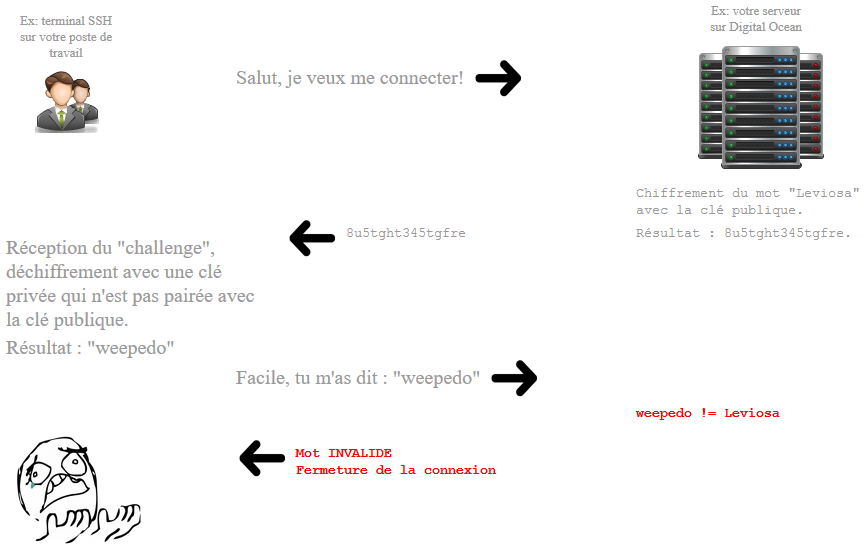 Ex: terminal SSH
sur votre poste de
travail
Ex: votre serveur
sur Digital Ocean
Salut, je veux me connecter!
Chiffrement du mot "Leviosa"
avec la clé publique.
Résultat : 8u5tght345tgfre.
8u5tght345tgfre
Réception du "challenge",
déchiffrement avec une clé
privée qui n'est pas pairée avec
la clé publique.
Résultat : "weepedo"
Facile, tu m'as dit : "weepedo"
weepedo != Leviosa
Mot INVALIDE
Fermeture de la connexion